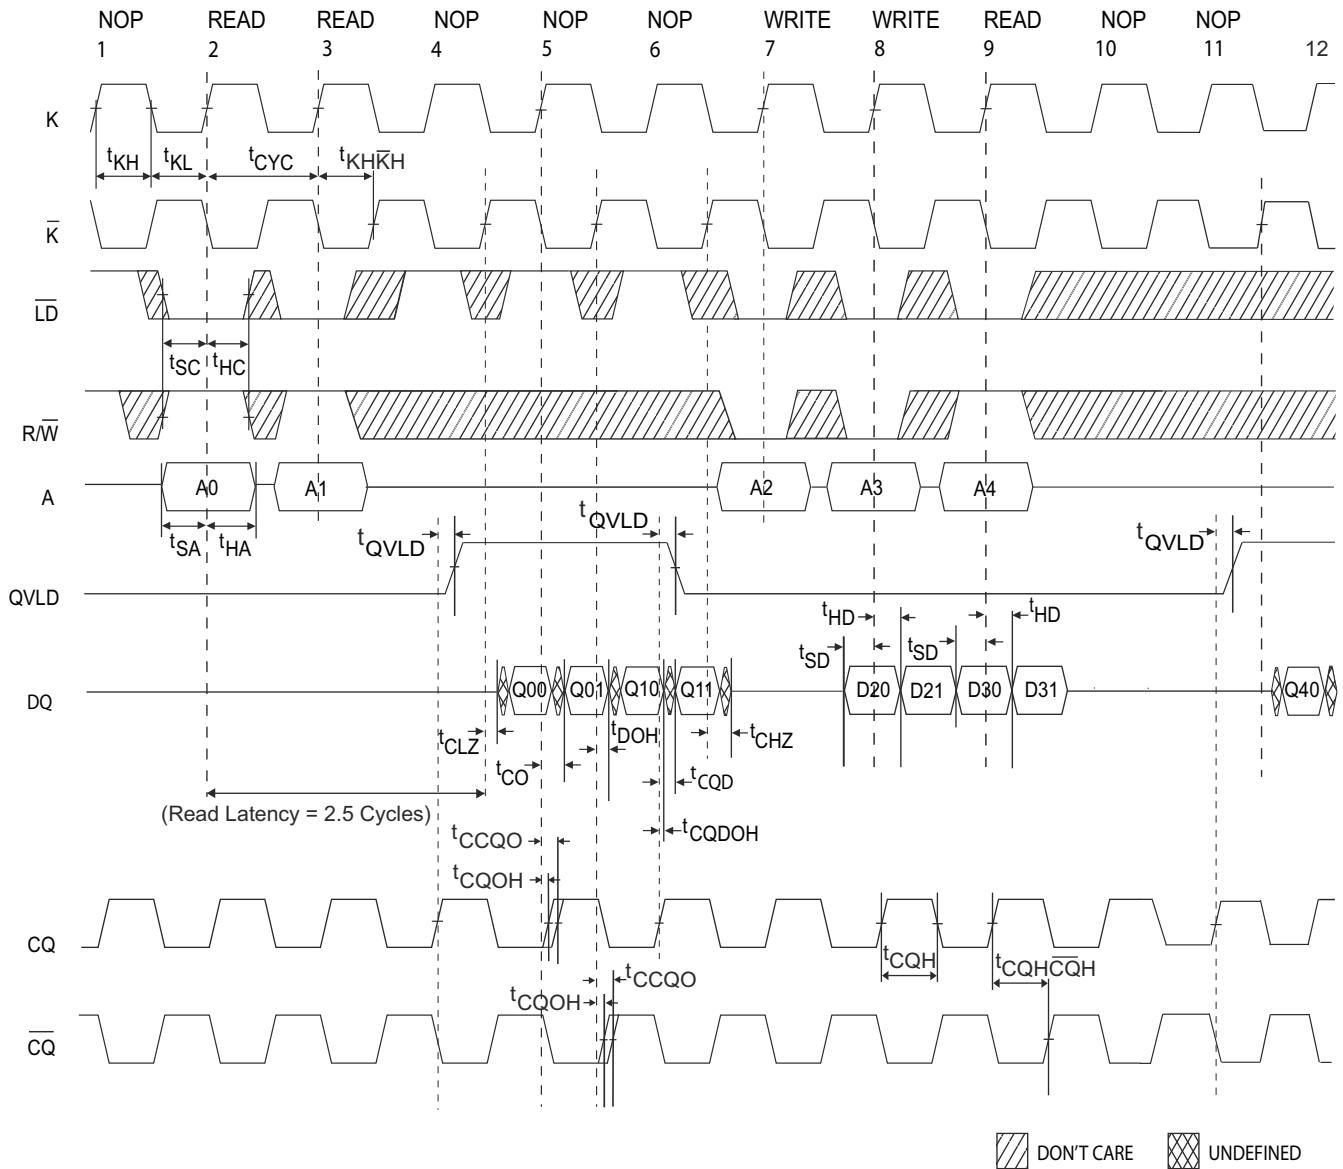 NOP READ READ NOP NOP NOP WRITE WRITE READ NOP NOP
1 2 3 4 5 6 7 8 9 10 11 12
K
tKH tKL tCYC tKHK̅H
K̅
L̅D̅
tSC tHC
R/W̅
A A0 A1 A2 A3 A4
tSA tHA tQVLD tQVLD tQVLD
QVLD
tHD tHD
tSD tSD
DQ Q00 Q01 Q10 Q11 D20 D21 D30 D31 Q40
tCLZ tDOH tCHZ
tCO tCQD
(Read Latency = 2.5 Cycles)
tCQDOH
tCCQO
tCQOH
CQ
tCQH tCQHC̅Q̅H
tCCQO
tCQOH
C̅Q̅
DON'T CARE UNDEFINED